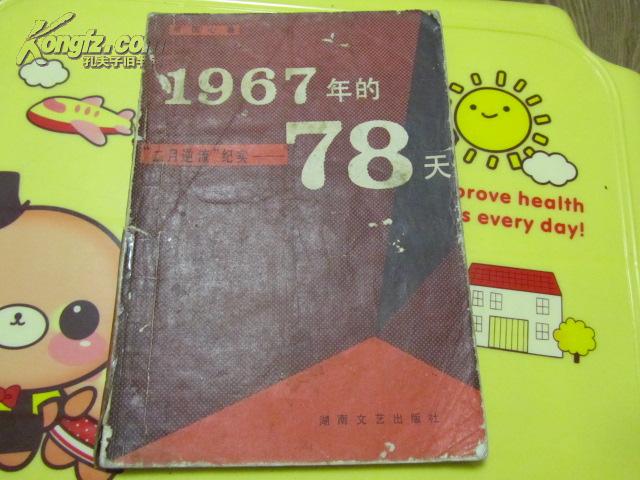 Kongfz.com
孔夫子旧书
1967年的
78天
"二月逆流"纪实——
湖南文艺出版社
prove health
s every day!